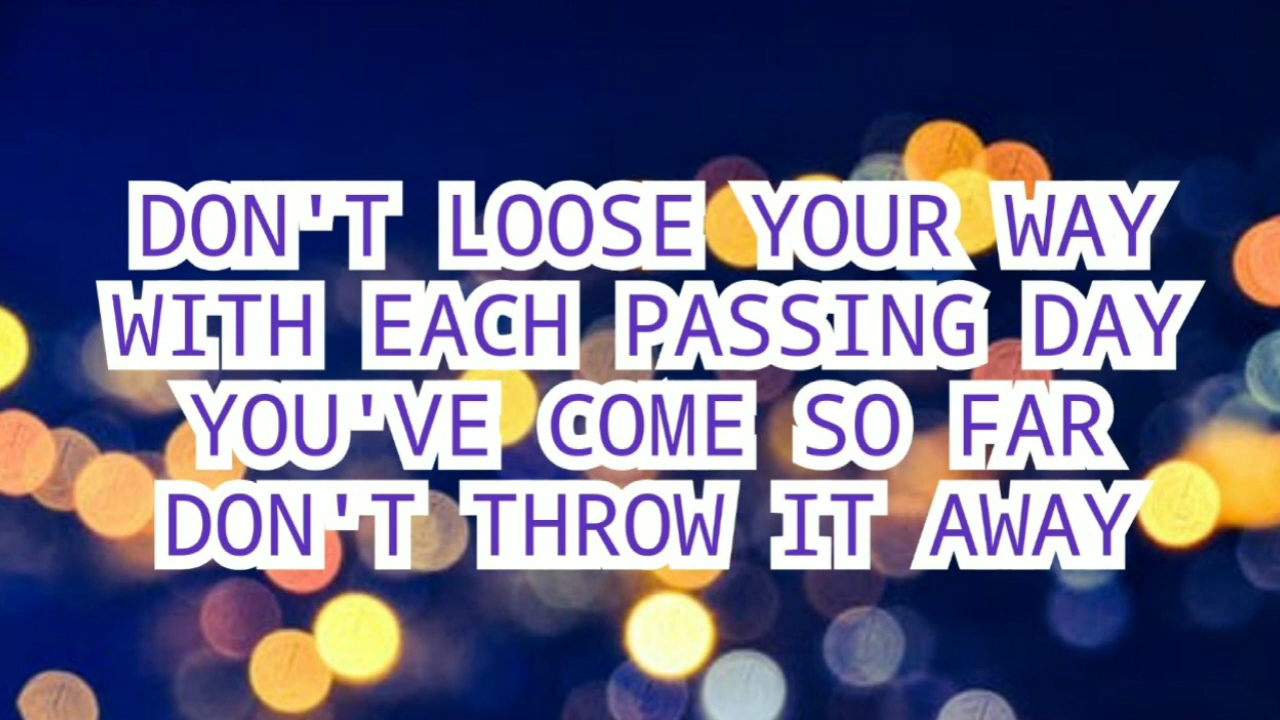 DON'T LOOSE YOUR WAY
WITH EACH PASSING DAY
YOU'VE COME SO FAR
DON'T THROW IT AWAY